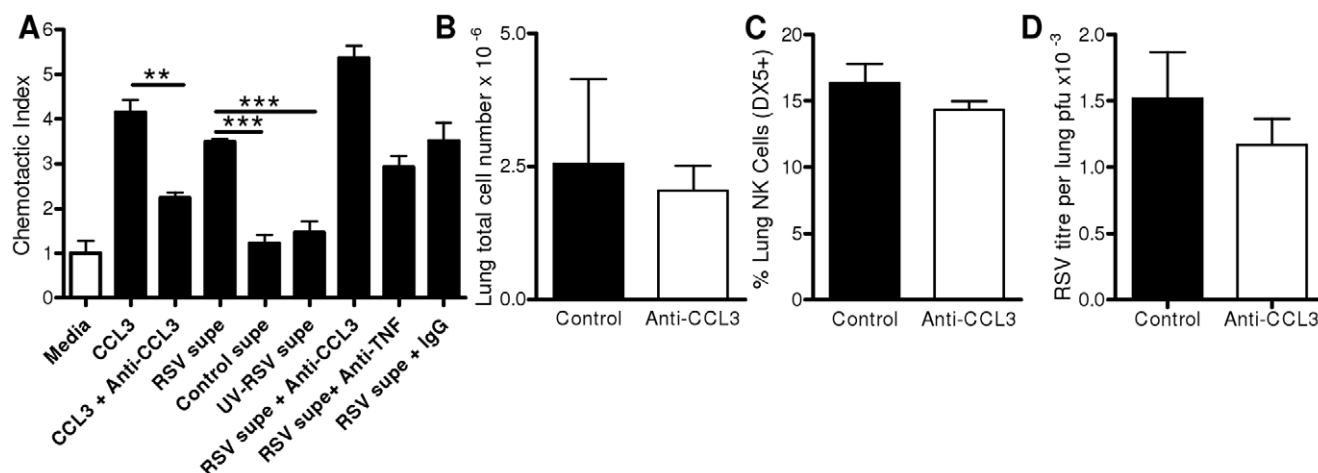 A
Chemotactic Index
6
5
4
3
2
1
0
**
***
***
Media
CCL3
CCL3 + Anti-CCL3
RSV supe
Control supe
UV-RSV supe
RSV supe + Anti-CCL3
RSV supe+ Anti-TNF
RSV supe + IgG
B
Lung total cell number x 10⁻⁶
5.0
2.5
0.0
Control
Anti-CCL3
C
% Lung NK Cells (DX5+)
20
15
10
5
0
Control
Anti-CCL3
D
RSV titre per lung pfu x10⁻³
2.0
1.5
1.0
0.5
0.0
Control
Anti-CCL3